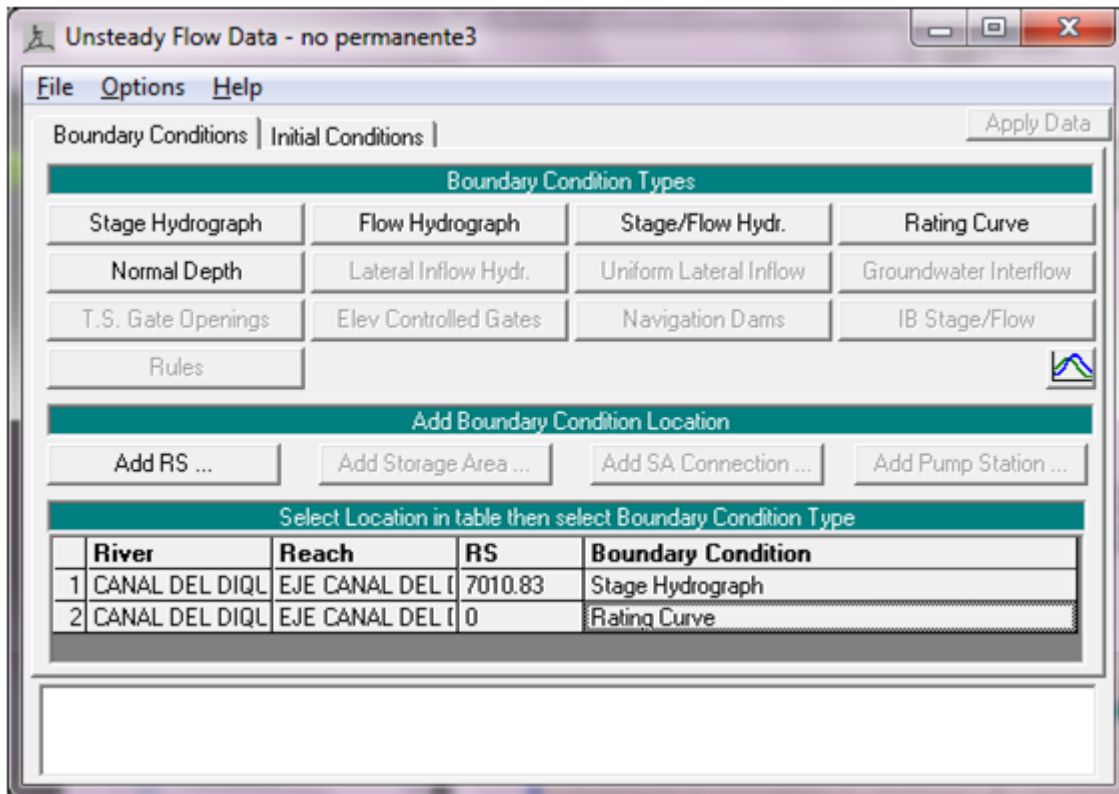 Unsteady Flow Data - no permanente3
File Options Help
Boundary Conditions Initial Conditions Apply Data
Boundary Condition Types
Stage Hydrograph Flow Hydrograph Stage/Flow Hydr. Rating Curve
Normal Depth Lateral Inflow Hydr. Uniform Lateral Inflow Groundwater Interflow
T.S. Gate Openings Elev Controlled Gates Navigation Dams IB Stage/Flow
Rules
Add Boundary Condition Location
Add RS ... Add Storage Area ... Add SA Connection ... Add Pump Station ...
Select Location in table then select Boundary Condition Type
River Reach RS Boundary Condition
1 CANAL DEL DIQU EJE CANAL DEL D 7010.83 Stage Hydrograph
2 CANAL DEL DIQU EJE CANAL DEL D 0 Rating Curve